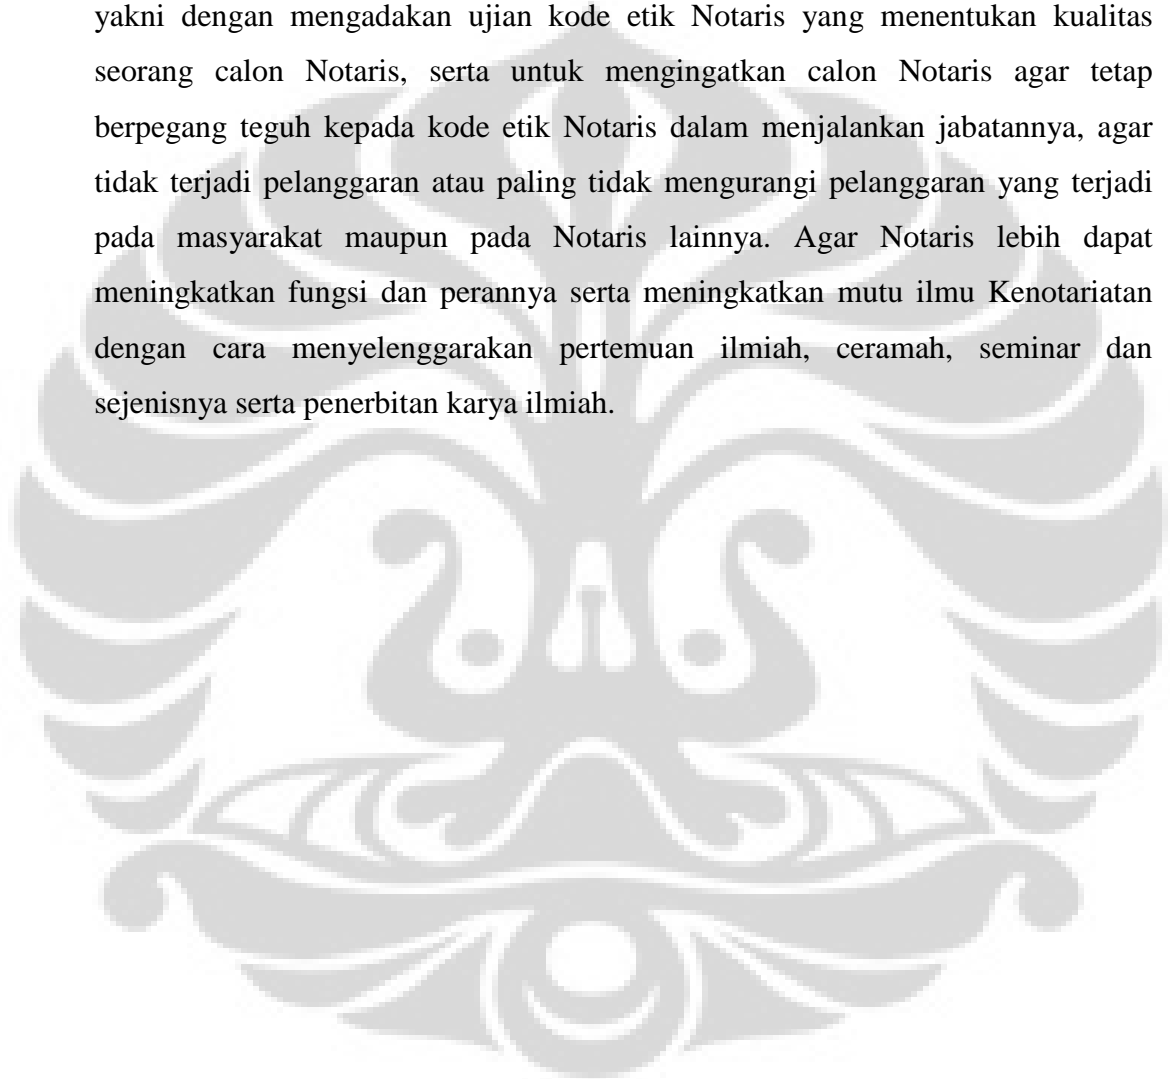 yakni dengan mengadakan ujian kode etik Notaris yang menentukan kualitas
seorang calon Notaris, serta untuk mengingatkan calon Notaris agar tetap
berpegang teguh kepada kode etik Notaris dalam menjalankan jabatannya, agar
tidak terjadi pelanggaran atau paling tidak mengurangi pelanggaran yang terjadi
pada masyarakat maupun pada Notaris lainnya. Agar Notaris lebih dapat
meningkatkan fungsi dan perannya serta meningkatkan mutu ilmu Kenotariatan
dengan cara menyelenggarakan pertemuan ilmiah, ceramah, seminar dan
sejenisnya serta penerbitan karya ilmiah.